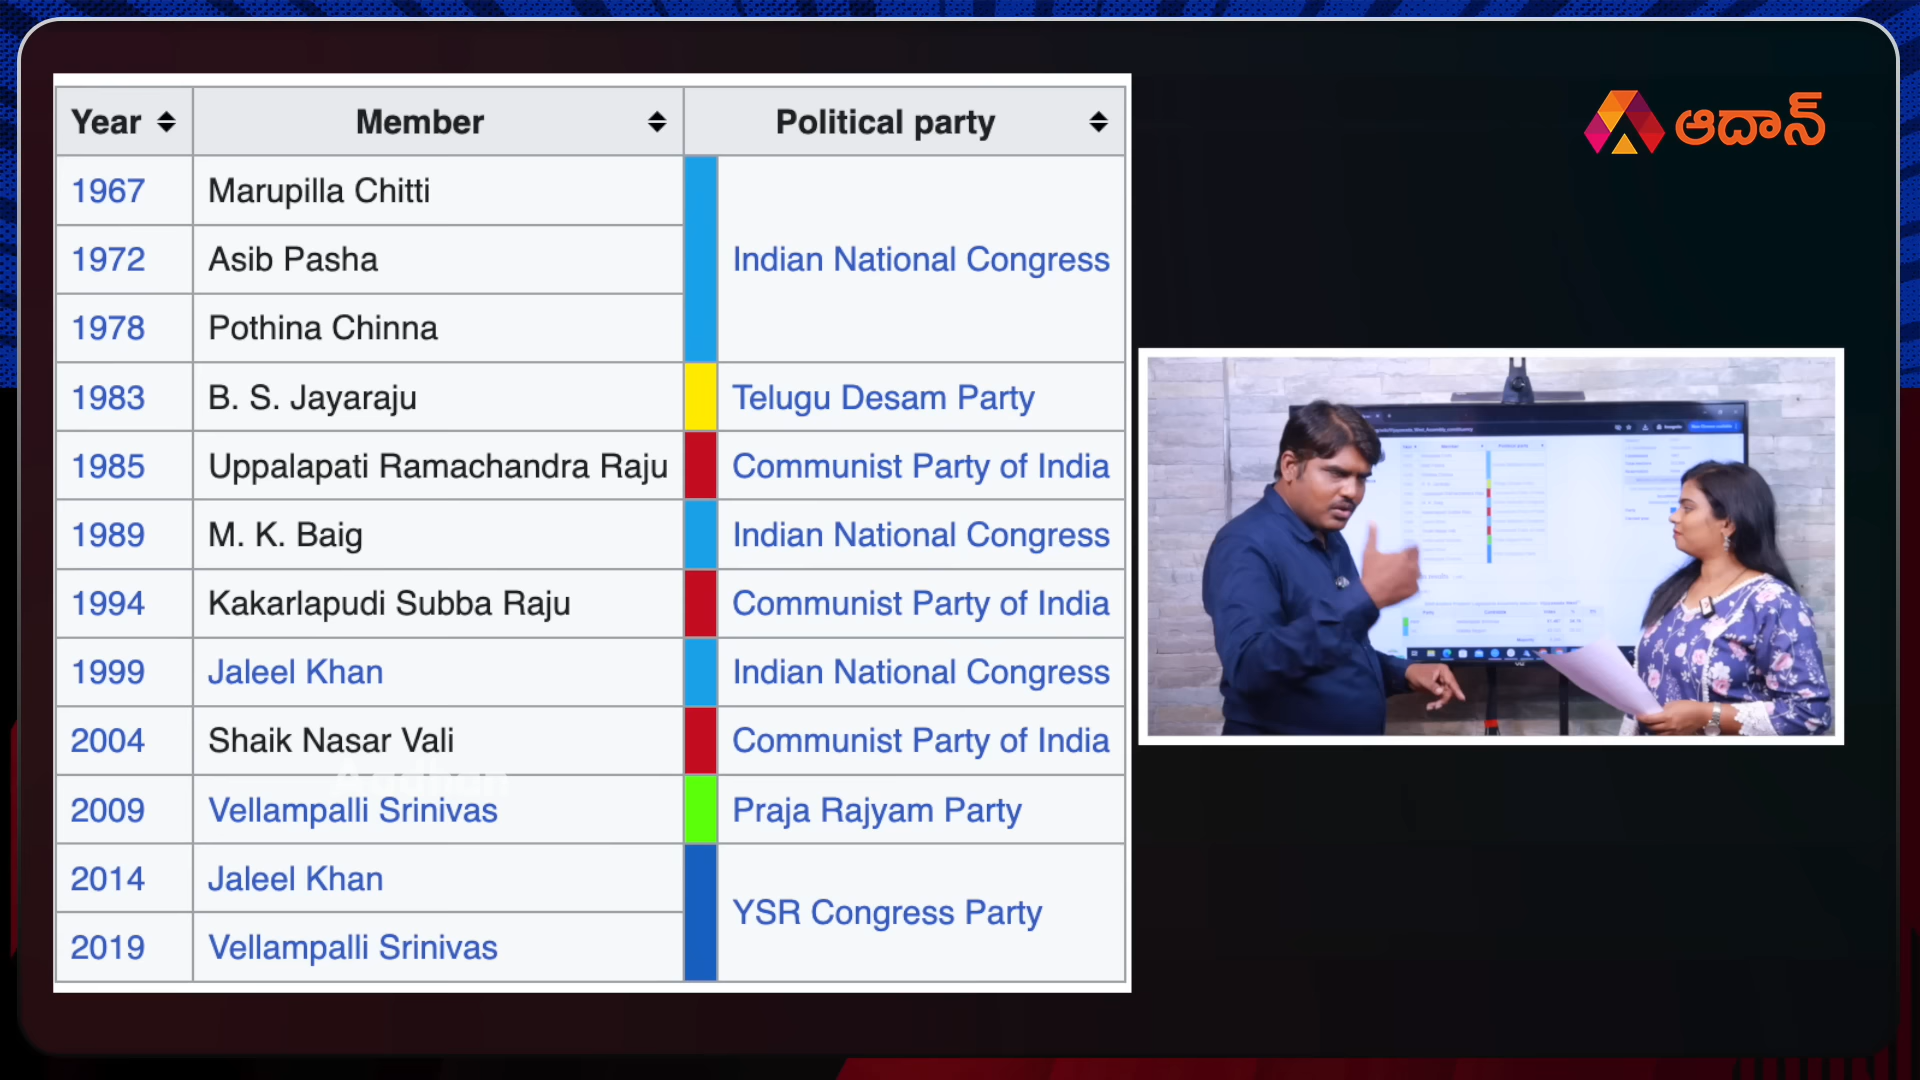 Year Member Political party
1967 Marupilla Chitti
1972 Asib Pasha Indian National Congress
1978 Pothina Chinna
1983 B. S. Jayaraju Telugu Desam Party
1985 Uppalapati Ramachandra Raju Communist Party of India
1989 M. K. Baig Indian National Congress
1994 Kakarlapudi Subba Raju Communist Party of India
1999 Jaleel Khan Indian National Congress
2004 Shaik Nasar Vali Communist Party of India
Aadhan
2009 Vellampalli Srinivas Praja Rajyam Party
2014 Jaleel Khan
YSR Congress Party
2019 Vellampalli Srinivas
ఆదాన్